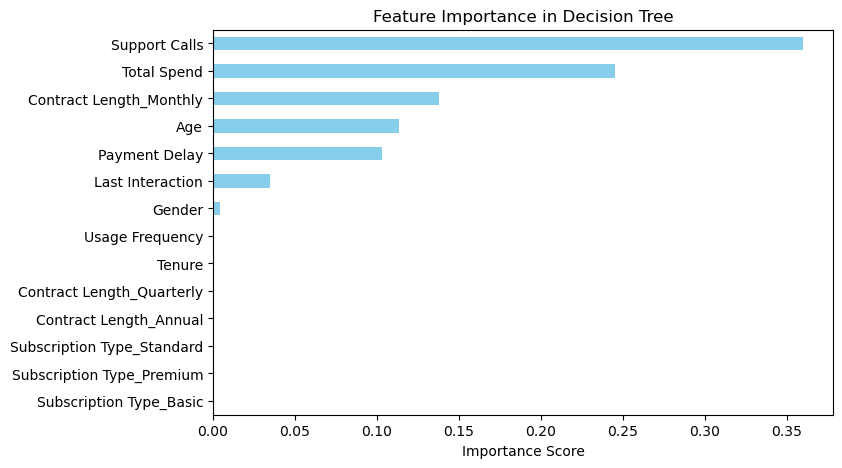 Feature Importance in Decision Tree
Support Calls
Total Spend
Contract Length_Monthly
Age
Payment Delay
Last Interaction
Gender
Usage Frequency
Tenure
Contract Length_Quarterly
Contract Length_Annual
Subscription Type_Standard
Subscription Type_Premium
Subscription Type_Basic
0.00 0.05 0.10 0.15 0.20 0.25 0.30 0.35
Importance Score